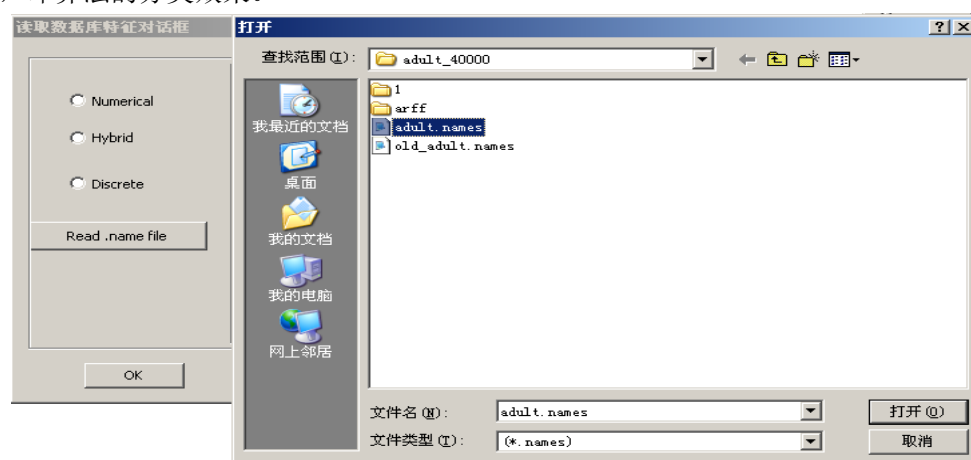 读取数据库特征对话框
Numerical
Hybrid
Discrete
Read .name file
OK
打开
查找范围(I):
adult_40000
我最近的文档
桌面
我的文档
我的电脑
网上邻居
1
arff
adult.names
old_adult.names
文件名(N):
adult.names
打开(O)
文件类型(T):
(*.names)
取消